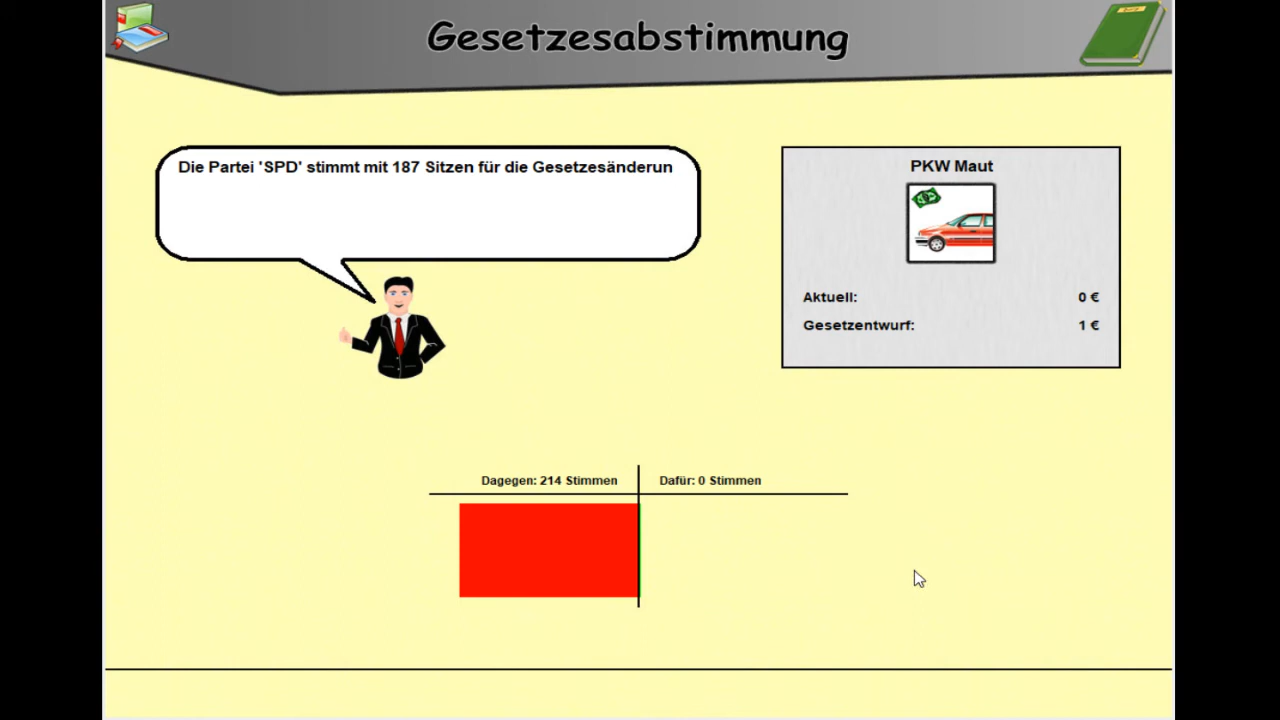 Gesetzesabstimmung
Die Partei 'SPD' stimmt mit 187 Sitzen für die Gesetzesänderun
PKW Maut
Aktuell: 0 €
Gesetzentwurf: 1 €
Dagegen: 214 Stimmen
Dafür: 0 Stimmen